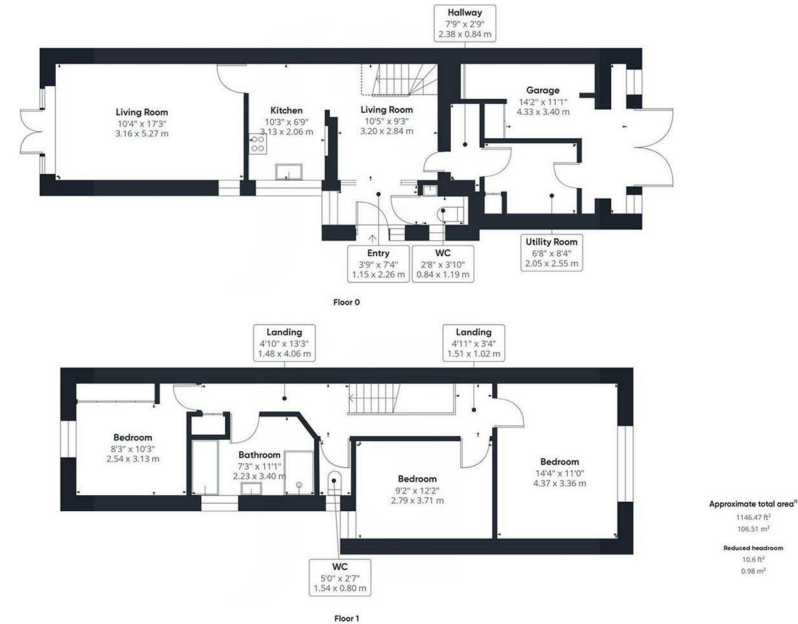 Hallway
7'9" x 2'9"
2.38 x 0.84 m
Living Room
10'4" x 17'3"
3.16 x 5.27 m
Kitchen
10'3" x 6'9"
3.13 x 2.06 m
Living Room
10'5" x 9'3"
3.20 x 2.84 m
Garage
14'2" x 11'1"
4.33 x 3.40 m
Entry
3'9" x 7'4"
1.15 x 2.26 m
WC
2'8" x 3'10"
0.84 x 1.19 m
Utility Room
6'8" x 8'4"
2.05 x 2.55 m
Floor 0
Landing
4'10" x 13'3"
1.48 x 4.06 m
Landing
4'11" x 3'4"
1.51 x 1.02 m
Bedroom
8'3" x 10'3"
2.54 x 3.13 m
Bathroom
7'3" x 11'1"
2.23 x 3.40 m
Bedroom
9'2" x 12'2"
2.79 x 3.71 m
Bedroom
14'4" x 11'0"
4.37 x 3.36 m
WC
5'0" x 2'7"
1.54 x 0.80 m
Floor 1
Approximate total area
1146.47 ft²
106.51 m²
Reduced headroom
10.6 ft²
0.98 m²